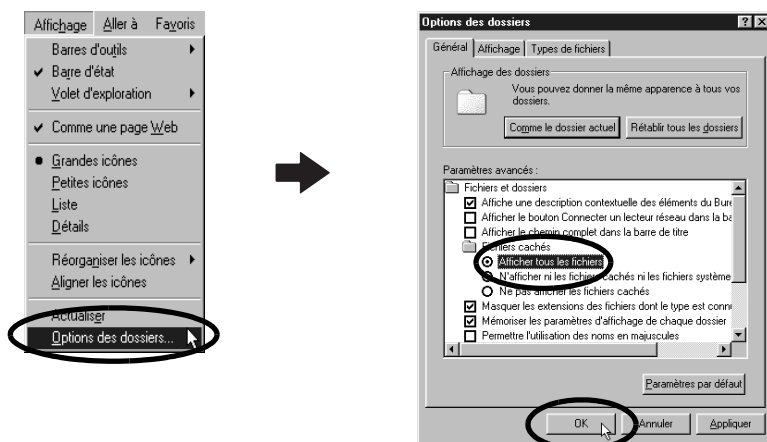 Affichage Aller à Favoris
Barres d'outils
Barre d'état
Volet d'exploration
Comme une page Web
Grandes icônes
Petites icônes
Liste
Détails
Réorganiser les icônes
Aligner les icônes
Actualiser
Options des dossiers...
Options des dossiers
Général Affichage Types de fichiers
Affichage des dossiers
Vous pouvez donner la même apparence à tous vos
dossiers.
Comme le dossier actuel Rétablir tous les dossiers
Paramètres avancés :
Fichiers et dossiers
Affiche une description contextuelle des éléments du Bure
Afficher le bouton Connecter un lecteur réseau dans la ba
Afficher le chemin complet dans la barre de titre
Fichiers cachés
Afficher tous les fichiers
N'afficher ni les fichiers cachés ni les fichiers système
Ne pas afficher les fichiers cachés
Masquer les extensions des fichiers dont le type est connu
Mémoriser les paramètres d'affichage de chaque dossier
Permettre l'utilisation des noms en majuscules
Paramètres par défaut
OK Annuler Appliquer